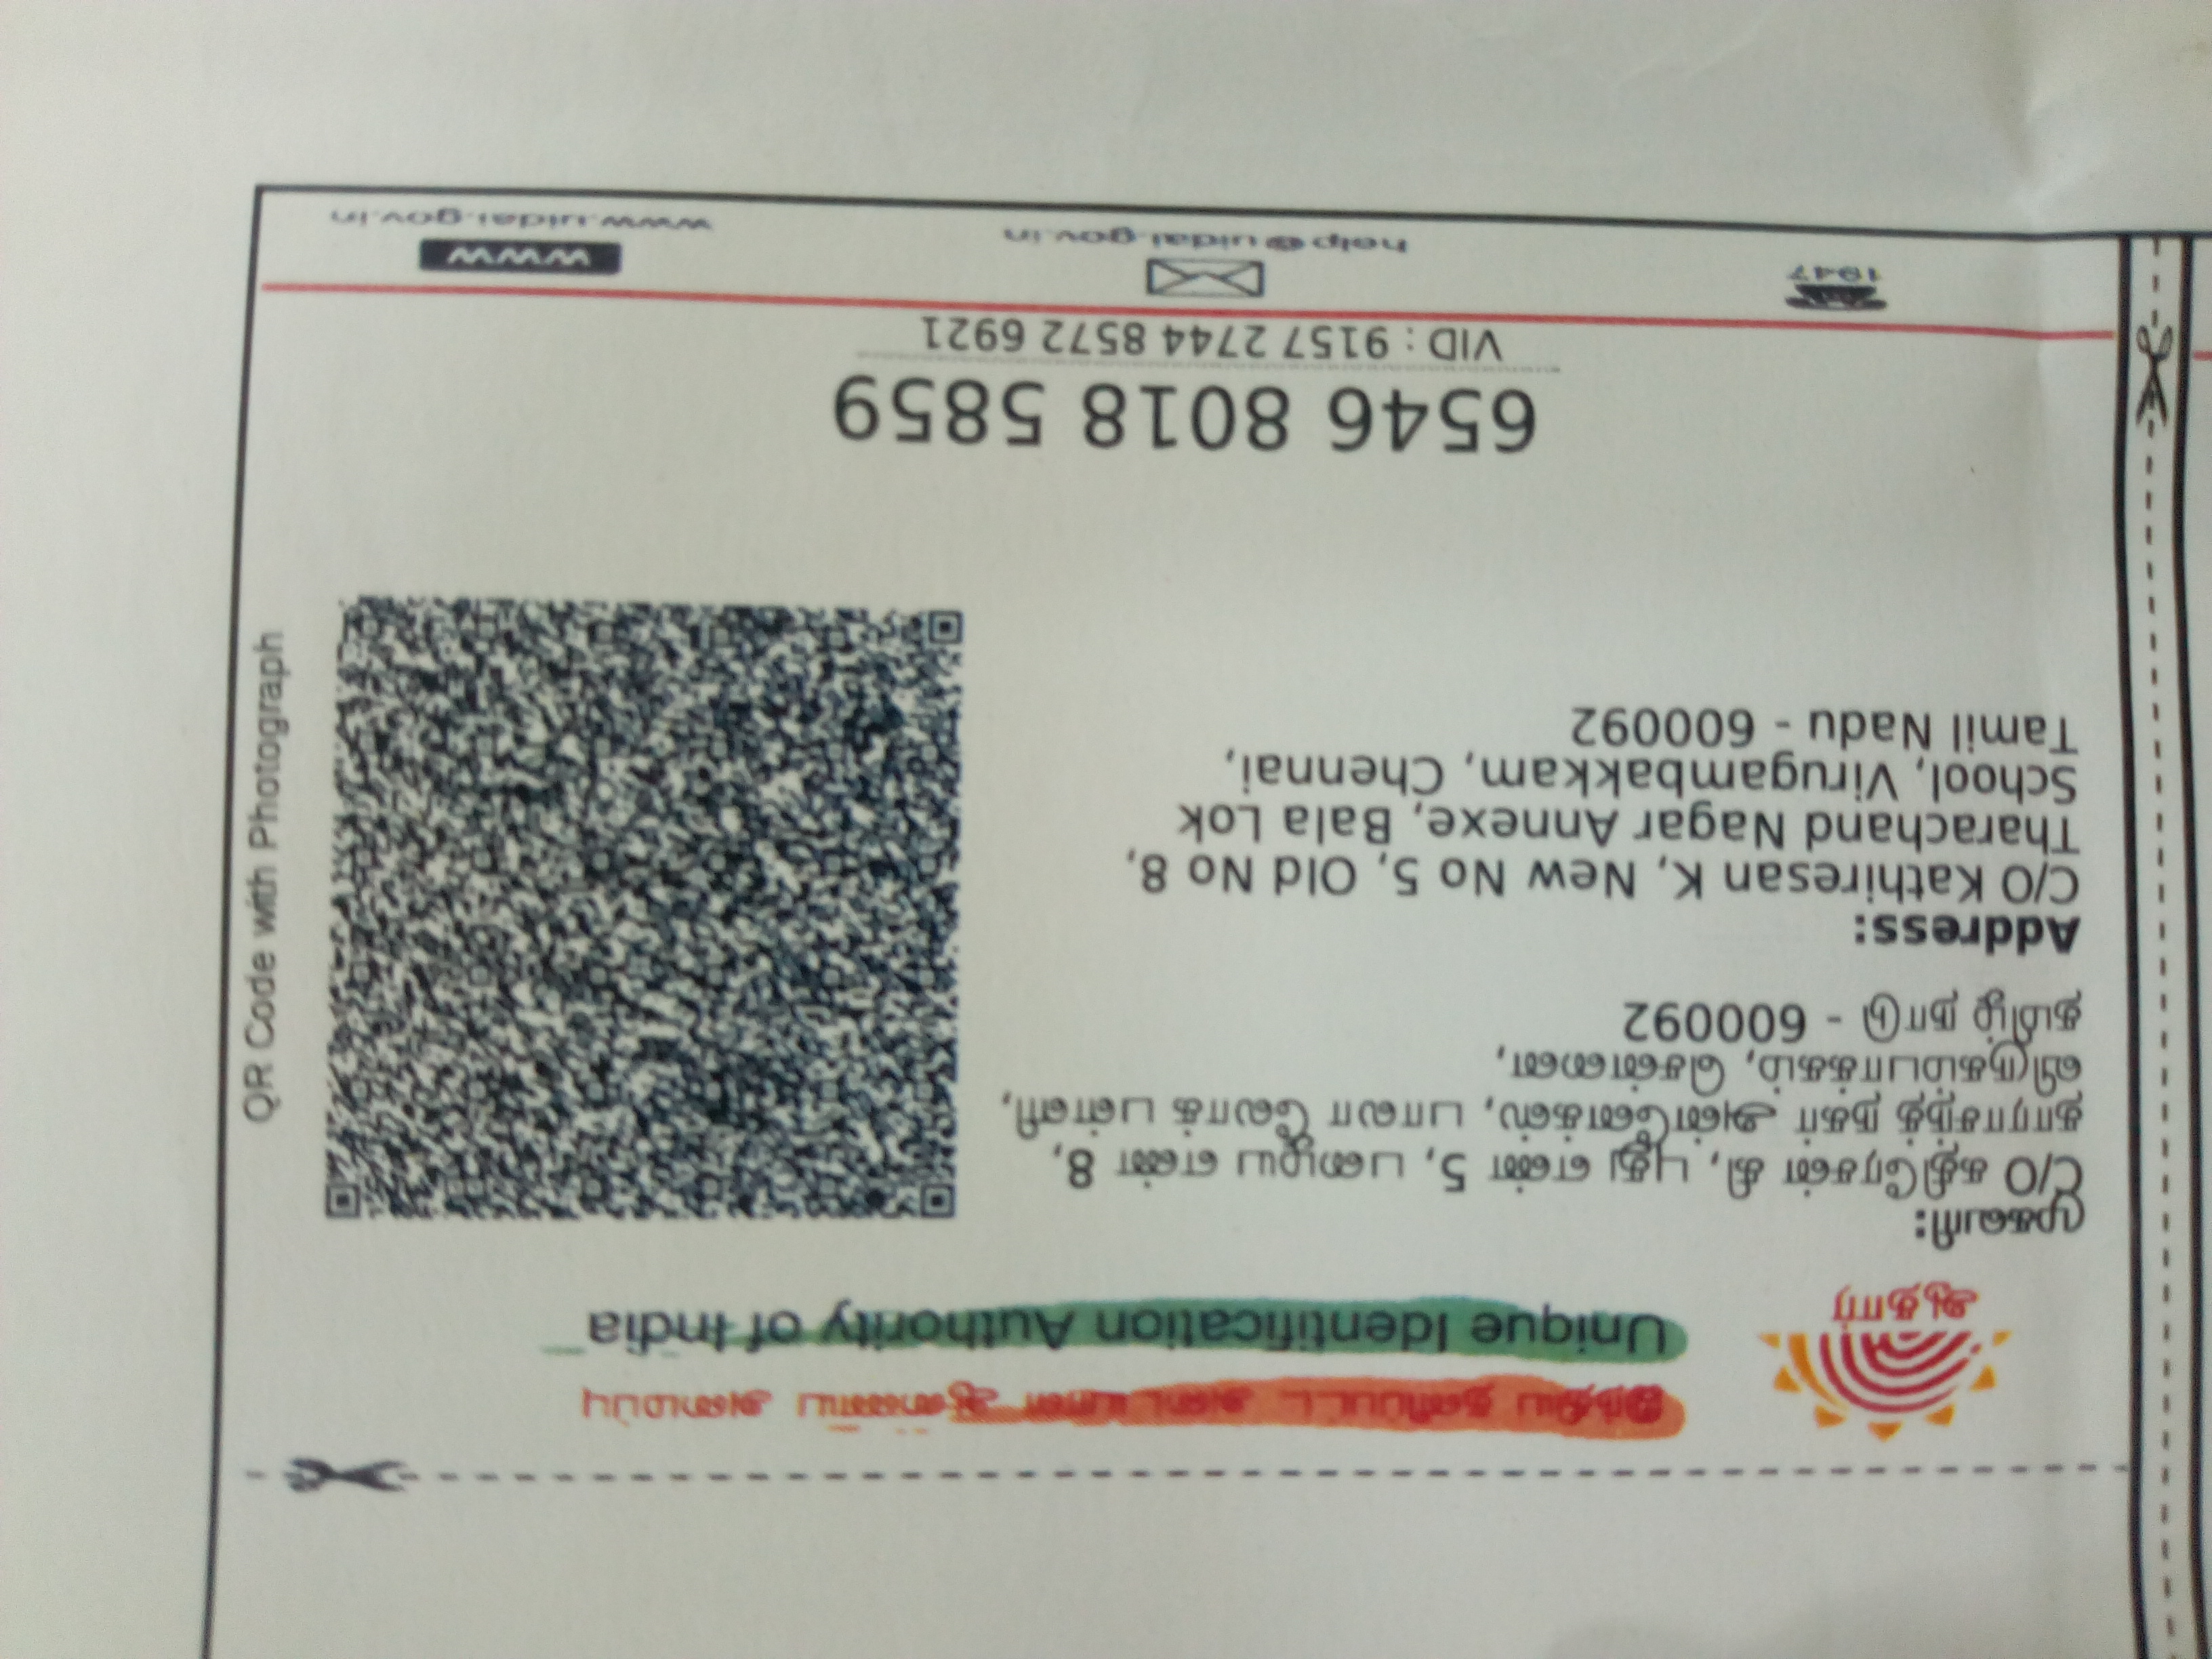 இந்திய தனிப்பட்ட அடையாள ஆணைய அமைப்பு
Unique Identification Authority of India
ஆதார்
முகவரி:
C/O கதிரேசன் கி, புது எண் 5, பழைய எண் 8,
தாராசந்த் நகர் அன்னேக்ஸ், பாலா லோக் பள்ளி,
விருகம்பாக்கம், சென்னை,
தமிழ் நாடு - 600092
Address:
C/O Kathiresan K, New No 5, Old No 8,
Tharachand Nagar Annexe, Bala Lok
School, Virugambakkam, Chennai,
Tamil Nadu - 600092
QR Code with Photograph
6546 8018 5859
VID : 9157 2744 8572 6921
1947
help@uidai.gov.in
www
www.uidai.gov.in